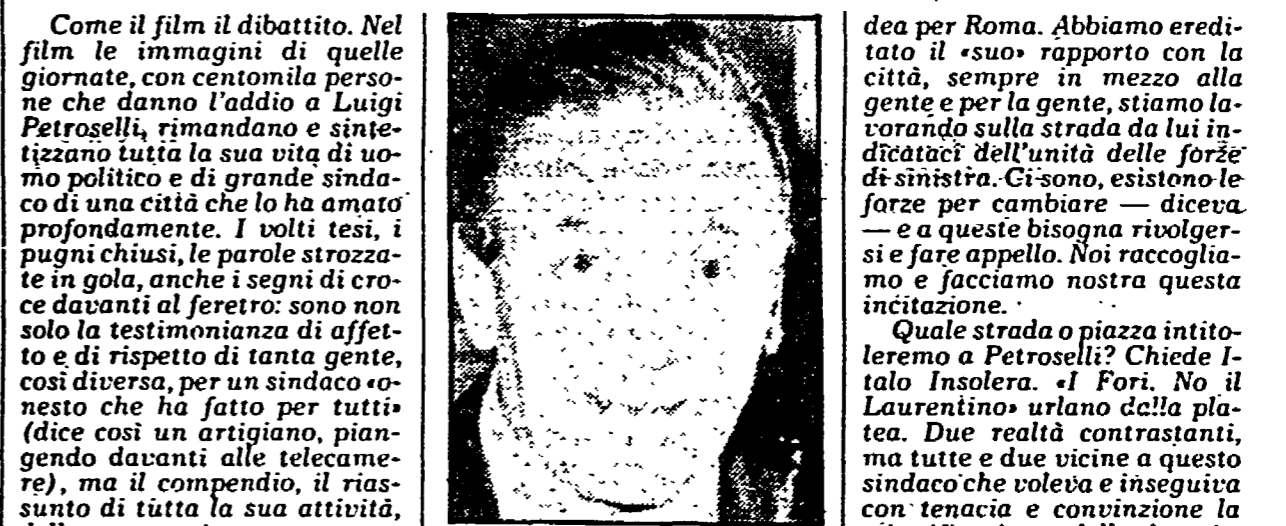 Come il film il dibattito. Nel
film le immagini di quelle
giornate, con centomila perso-
ne che danno l'addio a Luigi
Petroselli, rimandano e sinte-
tizzano tutta la sua vita di uo-
mo politico e di grande sinda-
co di una città che lo ha amato
profondamente. I volti tesi, i
pugni chiusi, le parole strozza-
te in gola, anche i segni di cro-
ce davanti al feretro: sono non
solo la testimonianza di affet-
to e di rispetto di tanta gente,
così diversa, per un sindaco «o-
nesto che ha fatto per tutti»
(dice così un artigiano, pian-
gendo davanti alle telecame-
re), ma il compendio, il rias-
sunto di tutta la sua attività,
dea per Roma. Abbiamo eredi-
tato il «suo» rapporto con la
città, sempre in mezzo alla
gente e per la gente, stiamo la-
vorando sulla strada da lui in-
dicataci dell'unità delle forze
di sinistra. Ci sono, esistono le
forze per cambiare — diceva
— e a queste bisogna rivolger-
si e fare appello. Noi raccoglia-
mo e facciamo nostra questa
incitazione.
Quale strada o piazza intito-
leremo a Petroselli? Chiede I-
talo Insolera. «I Fori. No il
Laurentino» urlano dalla pla-
tea. Due realtà contrastanti,
ma tutte e due vicine a questo
sindaco che voleva e inseguiva
con tenacia e convinzione la